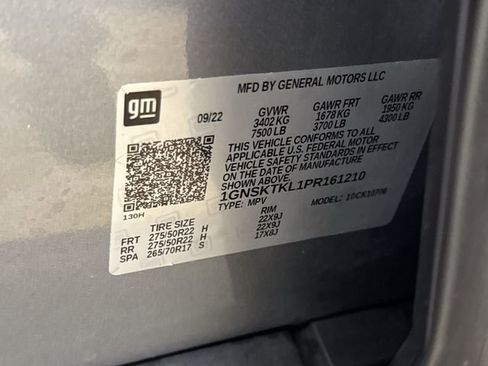 gm
MFD BY GENERAL MOTORS LLC
09/22 GVWR GAWR FRT GAWR RR
3402 KG 1678 KG 1950 KG
7500 LB 3700 LB 4300 LB
THIS VEHICLE CONFORMS TO ALL
APPLICABLE U.S. FEDERAL MOTOR
VEHICLE SAFETY STANDARDS IN
EFFECT ON THE DATE OF
MANUFACTURE SHOWN ABOVE.
1GNSKTKL1PR161210
TYPE: MPV MODEL: 10CK10706
130H
TIRE SIZE RIM
FRT 275/50R22 H 22X9J
RR 275/50R22 H 22X9J
SPA 265/70R17 S 17X8J